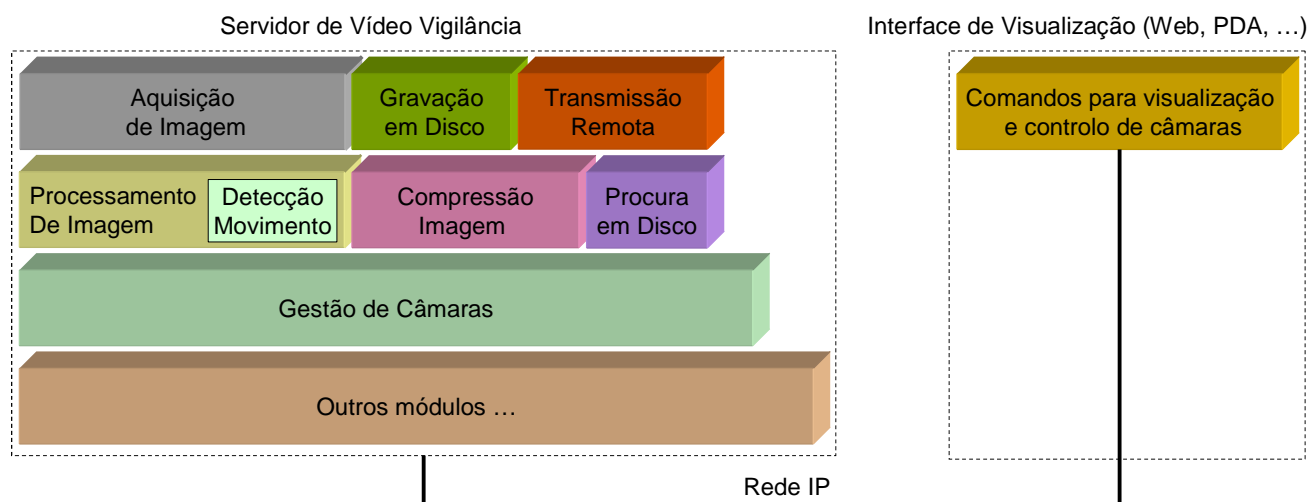 Servidor de Vídeo Vigilância
Interface de Visualização (Web, PDA, …)
Aquisição
de Imagem
Gravação
em Disco
Transmissão
Remota
Comandos para visualização
e controlo de câmaras
Processamento
De Imagem
Detecção
Movimento
Compressão
Imagem
Procura
em Disco
Gestão de Câmaras
Outros módulos …
Rede IP